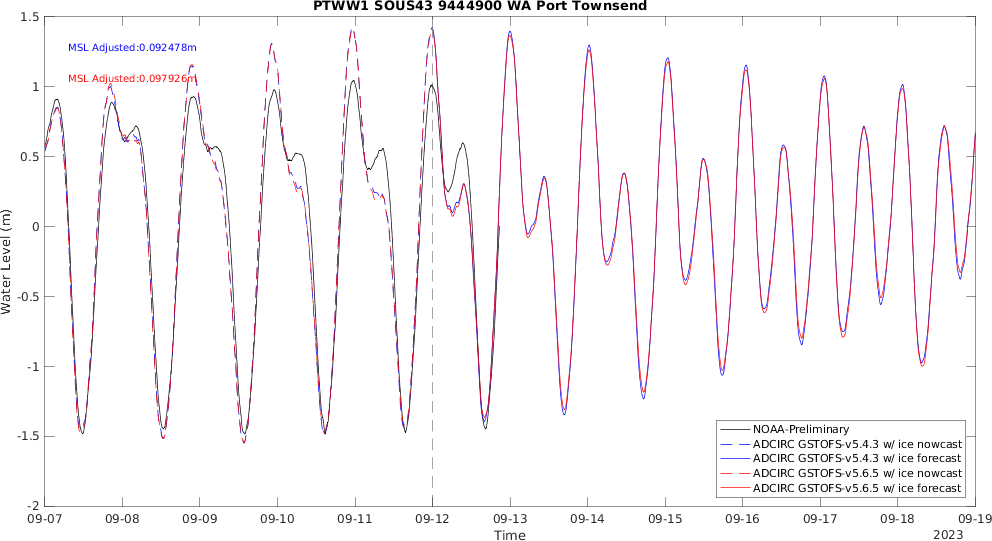 PTWW1 SOUS43 9444900 WA Port Townsend
MSL Adjusted:0.092478m
MSL Adjusted:0.097926m
1.5
1
0.5
0
-0.5
-1
-1.5
-2
Water Level (m)
NOAA-Preliminary
ADCIRC GSTOFS-v5.4.3 w/ ice nowcast
ADCIRC GSTOFS-v5.4.3 w/ ice forecast
ADCIRC GSTOFS-v5.6.5 w/ ice nowcast
ADCIRC GSTOFS-v5.6.5 w/ ice forecast
09-07 09-08 09-09 09-10 09-11 09-12 09-13 09-14 09-15 09-16 09-17 09-18 09-19
Time
2023